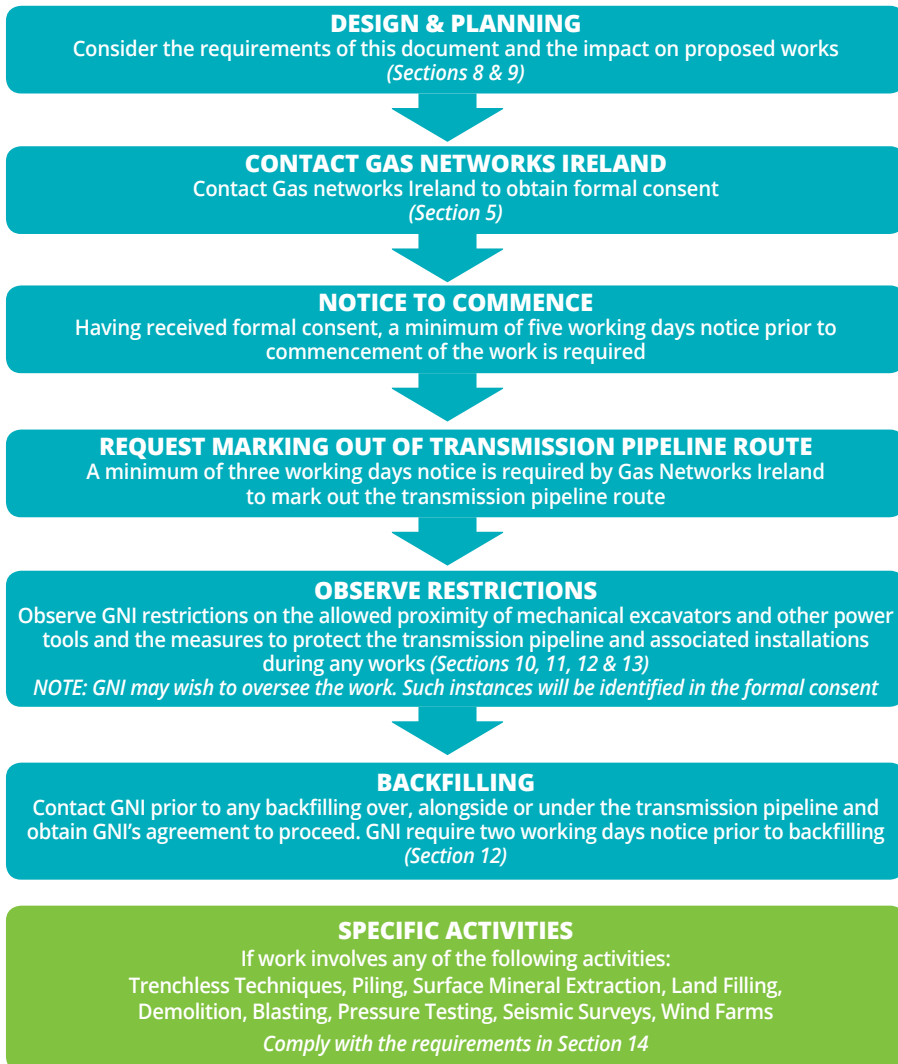 DESIGN & PLANNING
Consider the requirements of this document and the impact on proposed works
(Sections 8 & 9)
CONTACT GAS NETWORKS IRELAND
Contact Gas networks Ireland to obtain formal consent
(Section 5)
NOTICE TO COMMENCE
Having received formal consent, a minimum of five working days notice prior to
commencement of the work is required
REQUEST MARKING OUT OF TRANSMISSION PIPELINE ROUTE
A minimum of three working days notice is required by Gas Networks Ireland
to mark out the transmission pipeline route
OBSERVE RESTRICTIONS
Observe GNI restrictions on the allowed proximity of mechanical excavators and other power
tools and the measures to protect the transmission pipeline and associated installations
during any works (Sections 10, 11, 12 & 13)
NOTE: GNI may wish to oversee the work. Such instances will be identified in the formal consent
BACKFILLING
Contact GNI prior to any backfilling over, alongside or under the transmission pipeline and
obtain GNI's agreement to proceed. GNI require two working days notice prior to backfilling
(Section 12)
SPECIFIC ACTIVITIES
If work involves any of the following activities:
Trenchless Techniques, Piling, Surface Mineral Extraction, Land Filling,
Demolition, Blasting, Pressure Testing, Seismic Surveys, Wind Farms
Comply with the requirements in Section 14